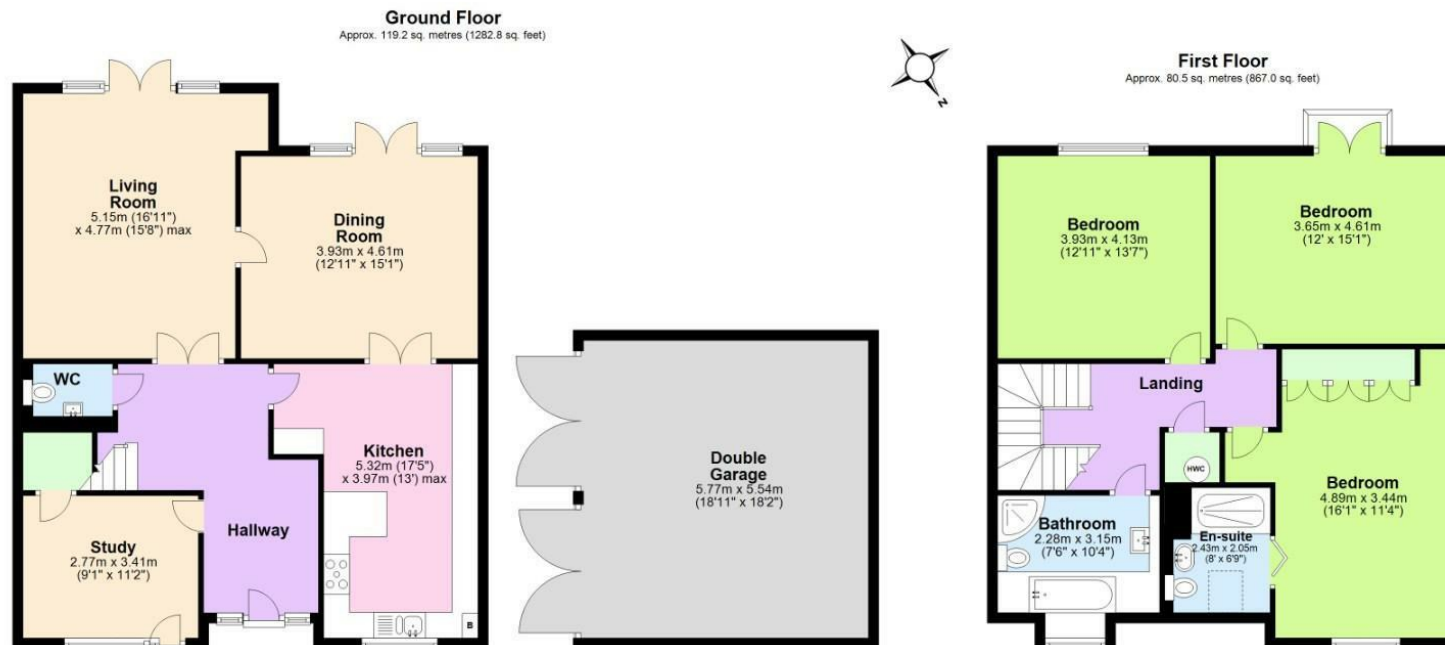 Ground Floor
Approx. 119.2 sq. metres (1282.8 sq. feet)
Living
Room
5.15m (16'11")
x 4.77m (15'8") max
Dining
Room
3.93m x 4.61m
(12'11" x 15'1")
WC
Kitchen
5.32m (17'5")
x 3.97m (13') max
Hallway
Study
2.77m x 3.41m
(9'1" x 11'2")
B
Double
Garage
5.77m x 5.54m
(18'11" x 18'2")
N
First Floor
Approx. 80.5 sq. metres (867.0 sq. feet)
Bedroom
3.93m x 4.13m
(12'11" x 13'7")
Bedroom
3.65m x 4.61m
(12' x 15'1")
Landing
HWC
Bedroom
4.89m x 3.44m
(16'1" x 11'4")
Bathroom
2.28m x 3.15m
(7'6" x 10'4")
En-suite
2.43m x 2.05m
(8' x 6'9")